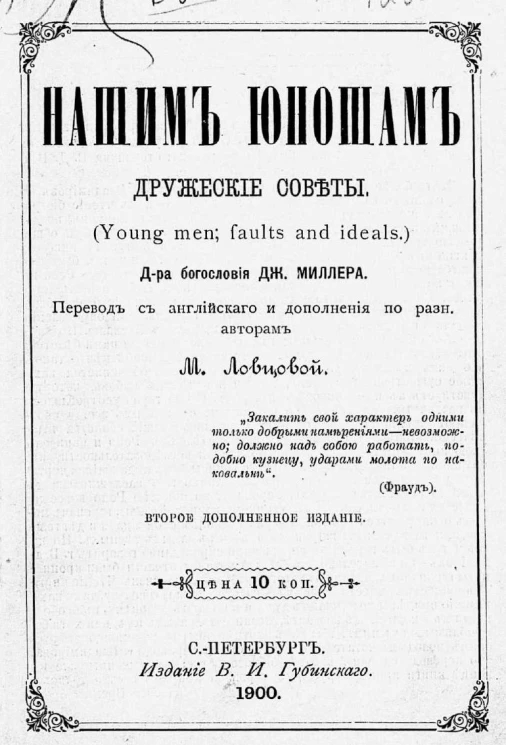 НАШИМЪ ЮНОШАМЪ
ДРУЖЕСКІЕ СОВѢТЫ.
(Young men; faults and ideals.)
Д-ра богословія ДЖ. МИЛЛЕРА.
Переводъ съ англійскаго и дополненія по разн.
авторамъ
М. Ловцовой.
„Закалить свой характеръ одними
только добрыми намѣреніями—невозмож-
но; должно надъ собою работать, по-
добно кузнецу, ударами молота по на-
ковальнѣ“.
(Фраудъ).
ВТОРОЕ ДОПОЛНЕННОЕ ИЗДАНІЕ.
ЦѢНА 10 КОП.
С.-ПЕТЕРБУРГЪ.
Изданіе В. И. Губинскаго.
1900.